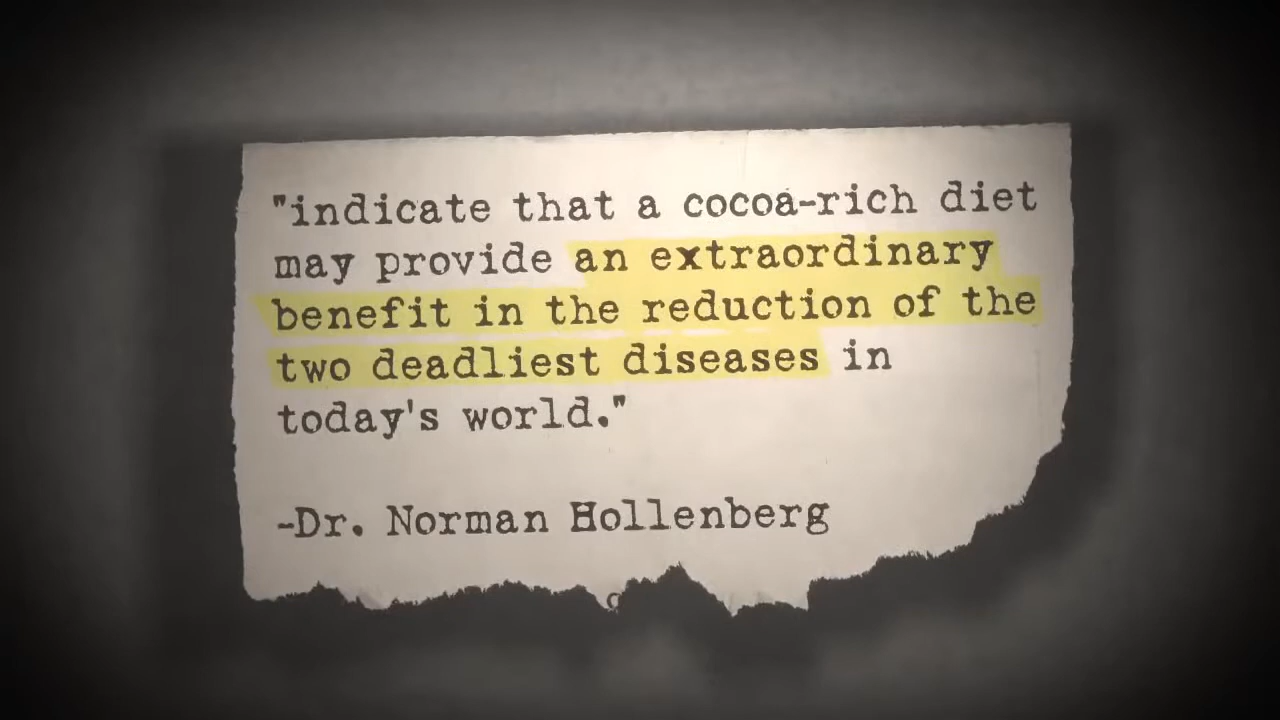 "indicate that a cocoa-rich diet
may provide an extraordinary
benefit in the reduction of the
two deadliest diseases in
today's world."
-Dr. Norman Hollenberg